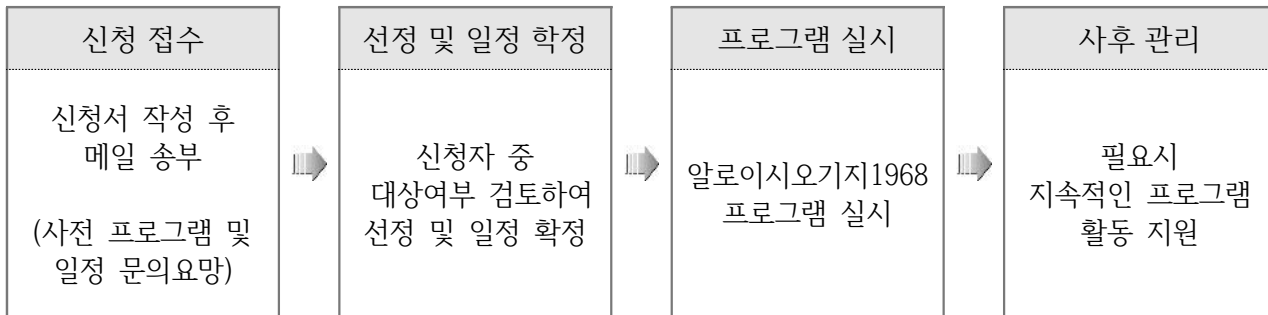 신청 접수
신청서 작성 후
메일 송부
(사전 프로그램 및
일정 문의요망)
선정 및 일정 학정
신청자 중
대상여부 검토하여
선정 및 일정 확정
프로그램 실시
알로이시오기지1968
프로그램 실시
사후 관리
필요시
지속적인 프로그램
활동 지원